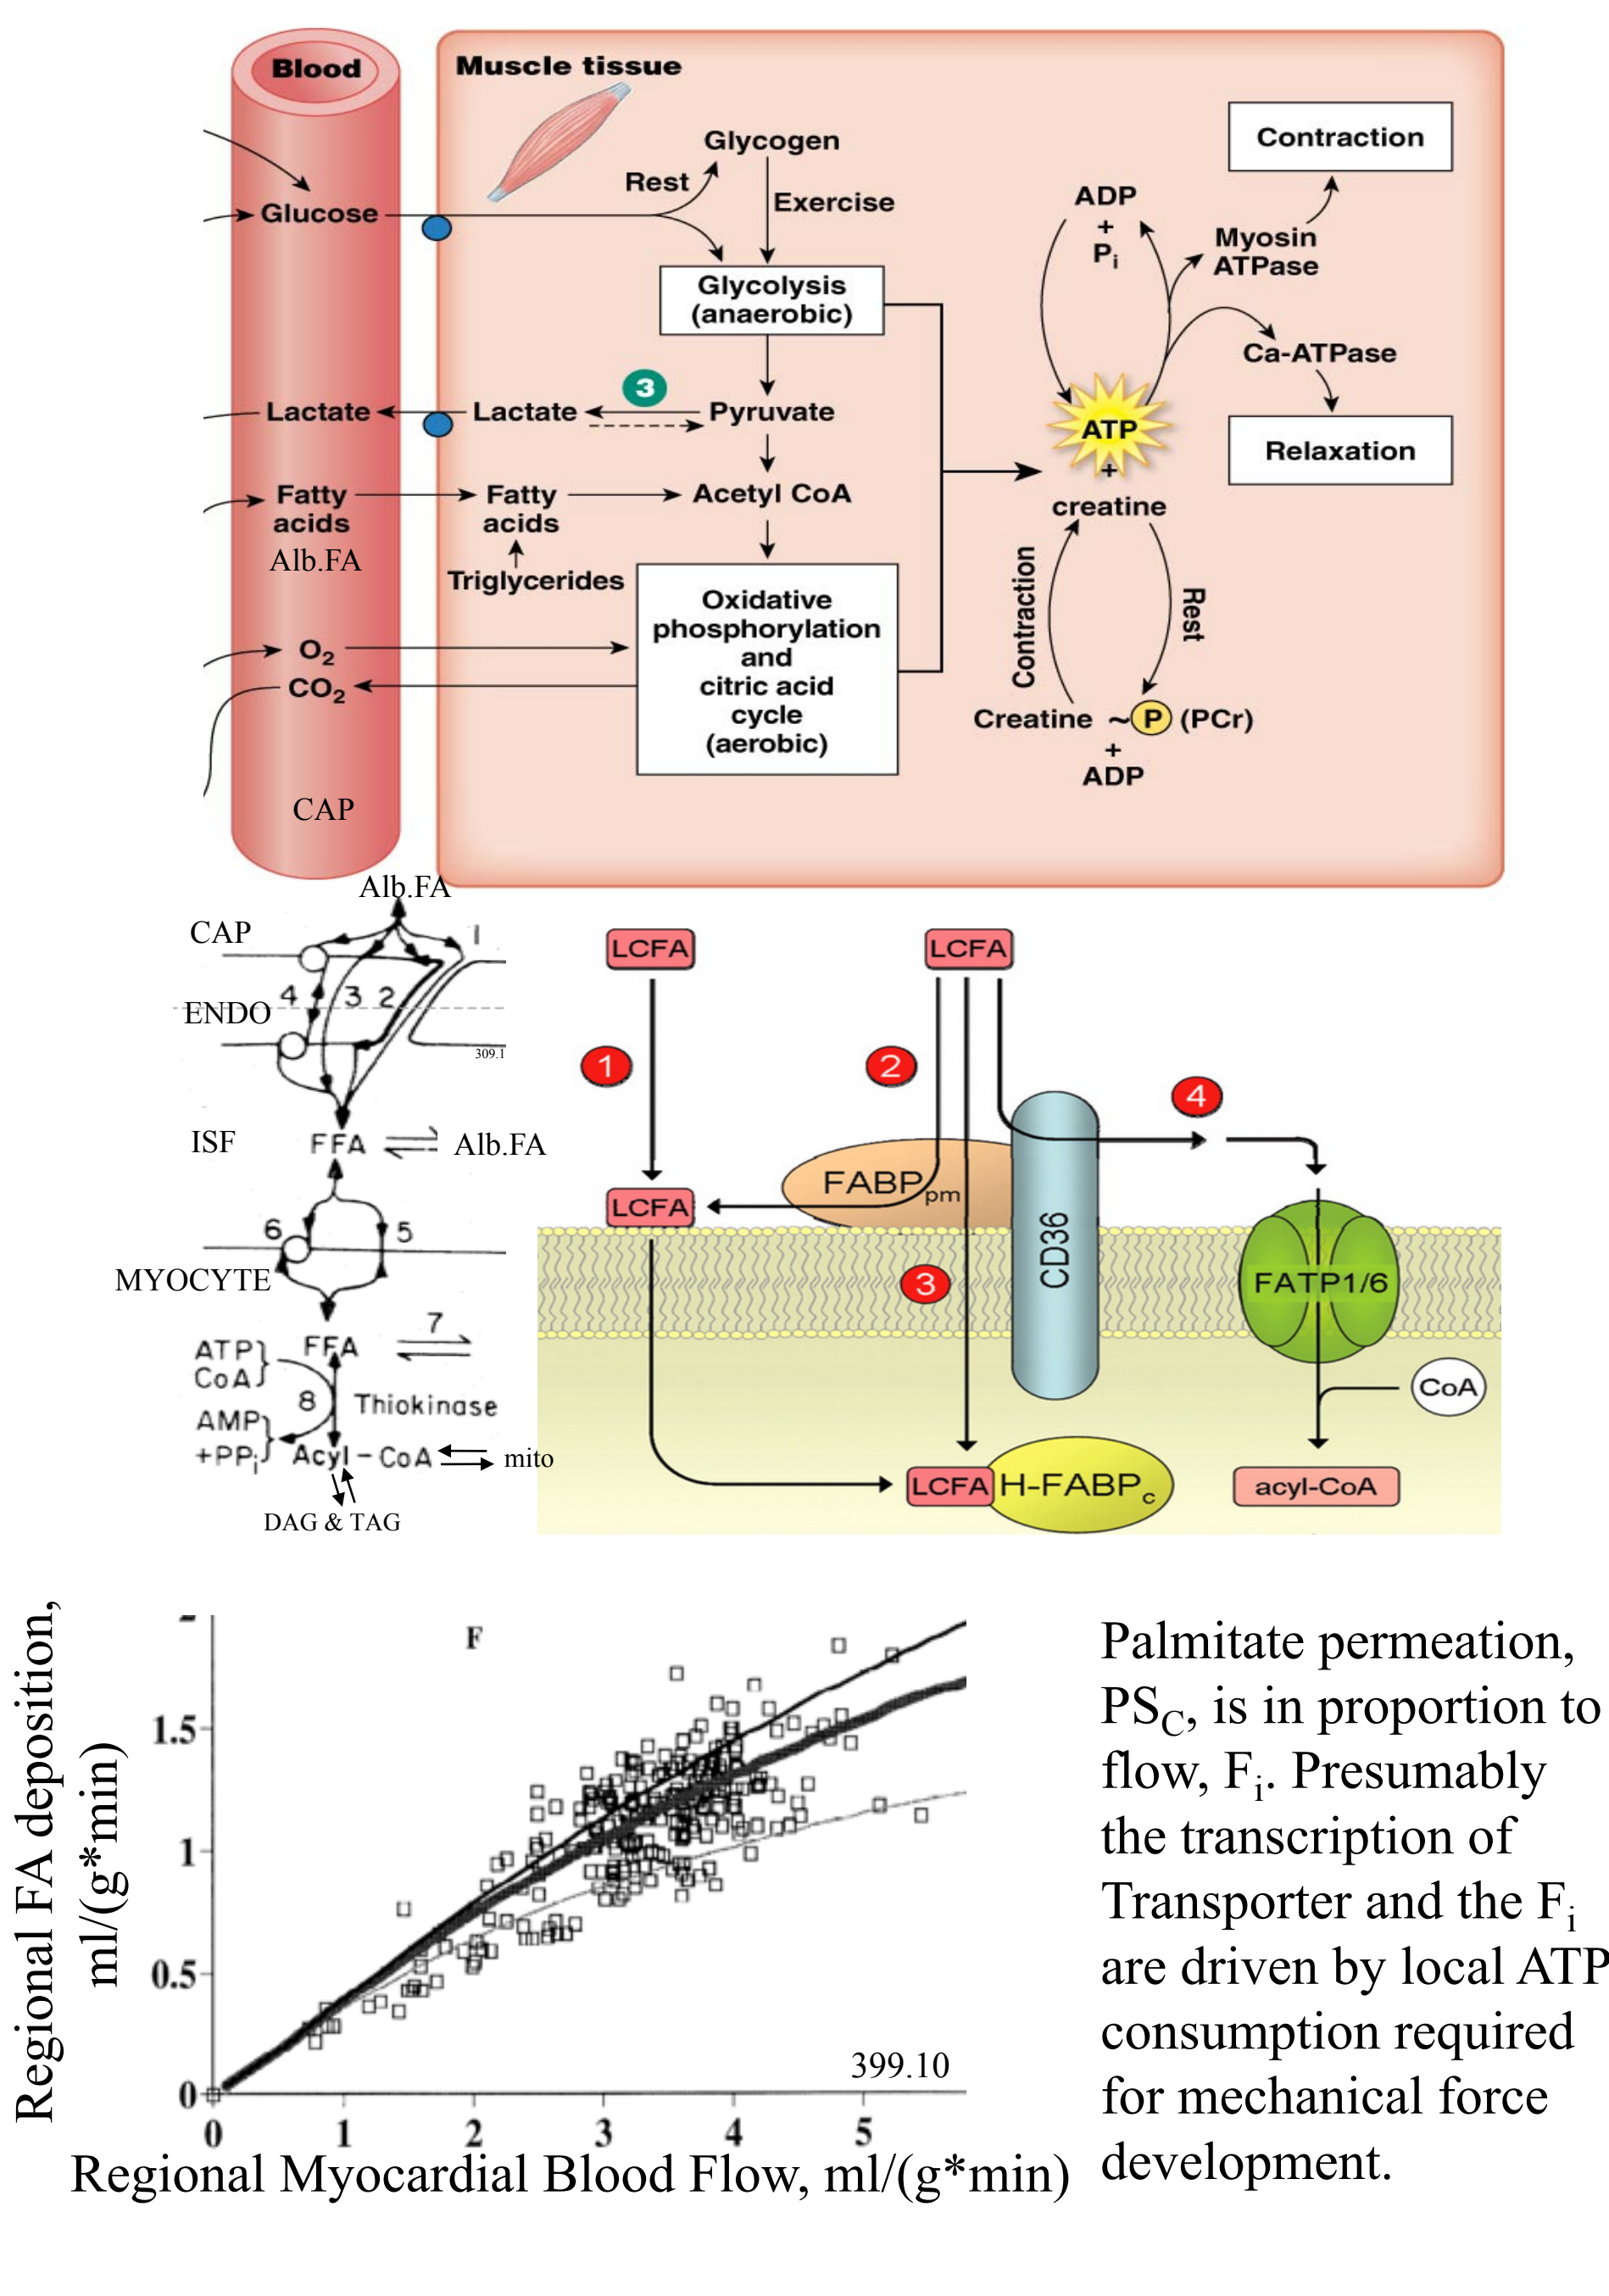 Blood
Muscle tissue
Glycogen
Rest
Exercise
Glucose
Glycolysis
(anaerobic)
ADP
+
Pi
Contraction
Myosin
ATPase
Ca-ATPase
Relaxation
3
Lactate
Lactate
Pyruvate
ATP
+
creatine
Fatty
acids
Alb.FA
Fatty
acids
Acetyl CoA
Triglycerides
Oxidative
phosphorylation
and
citric acid
cycle
(aerobic)
O2
CO2
Contraction
Rest
Creatine ~P (PCr)
+
ADP
CAP
Alb.FA
CAP
1
4 3 2
ENDO
309.1
ISF
FFA
Alb.FA
6
5
MYOCYTE
FFA
7
ATP
CoA
8
Thiokinase
AMP
+PPi
Acyl-CoA
mito
DAG & TAG
LCFA
LCFA
1
2
4
FABPpm
LCFA
CD36
3
FATP1/6
CoA
LCFA
H-FABPc
acyl-CoA
Regional FA deposition,
ml/(g*min)
F
1.5
1
0.5
0
399.10
0 1 2 3 4 5
Regional Myocardial Blood Flow, ml/(g*min)
Palmitate permeation,
PSC, is in proportion to
flow, Fi. Presumably
the transcription of
Transporter and the Fi
are driven by local ATP
consumption required
for mechanical force
development.